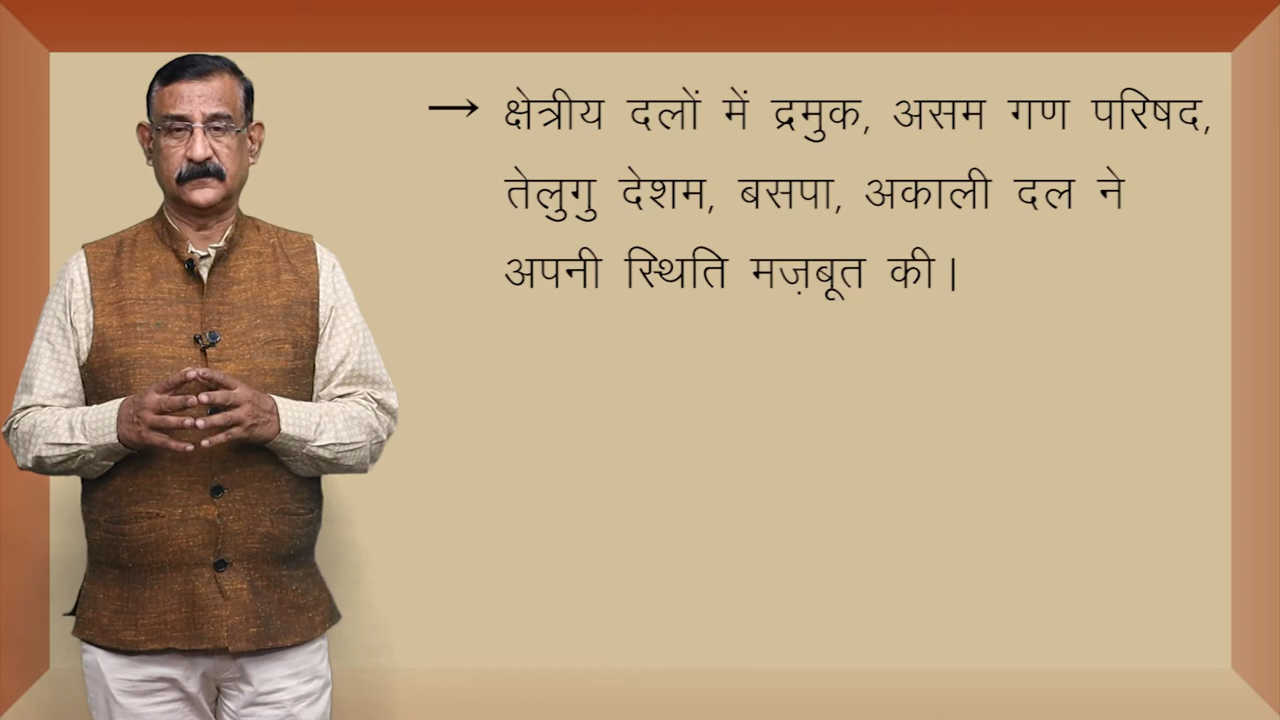 → क्षेत्रीय दलों में द्रमुक, असम गण परिषद,
तेलुगु देशम, बसपा, अकाली दल ने
अपनी स्थिति मज़बूत की।